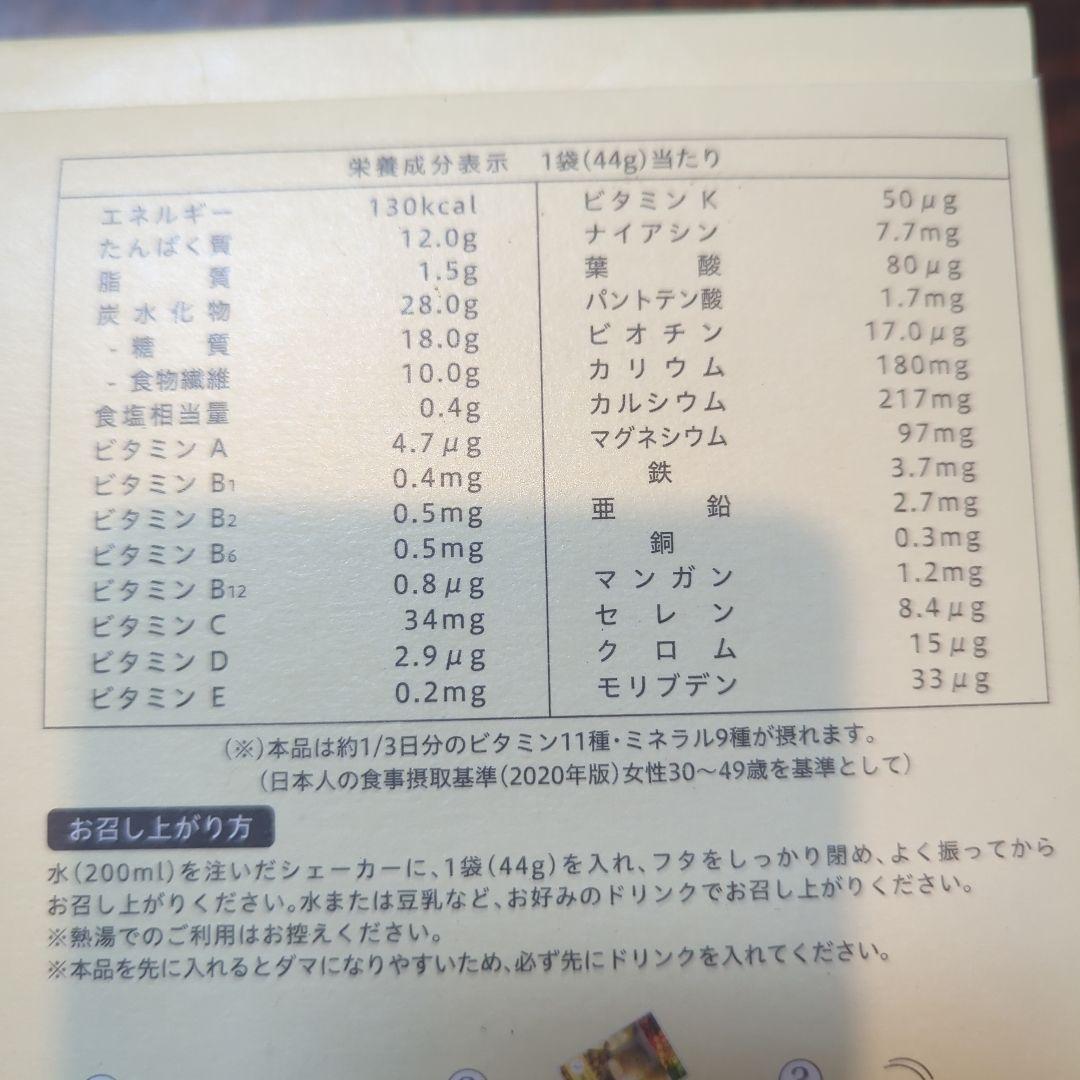 栄養成分表示 1袋(44g)当たり
エネルギー 130kcal
たんぱく質 12.0g
脂質 1.5g
炭水化物 28.0g
- 糖質 18.0g
- 食物繊維 10.0g
食塩相当量 0.4g
ビタミン A 4.7μg
ビタミン B1 0.4mg
ビタミン B2 0.5mg
ビタミン B6 0.5mg
ビタミン B12 0.8μg
ビタミン C 34mg
ビタミン D 2.9μg
ビタミン E 0.2mg
ビタミン K 50μg
ナイアシン 7.7mg
葉酸 80μg
パントテン酸 1.7mg
ビオチン 17.0μg
カリウム 180mg
カルシウム 217mg
マグネシウム 97mg
鉄 3.7mg
亜鉛 2.7mg
銅 0.3mg
マンガン 1.2mg
セレン 8.4μg
クロム 15μg
モリブデン 33μg
(※)本品は約1/3日分のビタミン11種・ミネラル9種が摂れます。
(日本人の食事摂取基準(2020年版)女性30～49歳を基準として)
お召し上がり方
水(200ml)を注いだシェーカーに、1袋(44g)を入れ、フタをしっかり閉め、よく振ってから
お召し上がりください。水または豆乳など、お好みのドリンクでお召し上がりください。
※熱湯でのご利用はお控えください。
※本品を先に入れるとダマになりやすいため、必ず先にドリンクを入れてください。